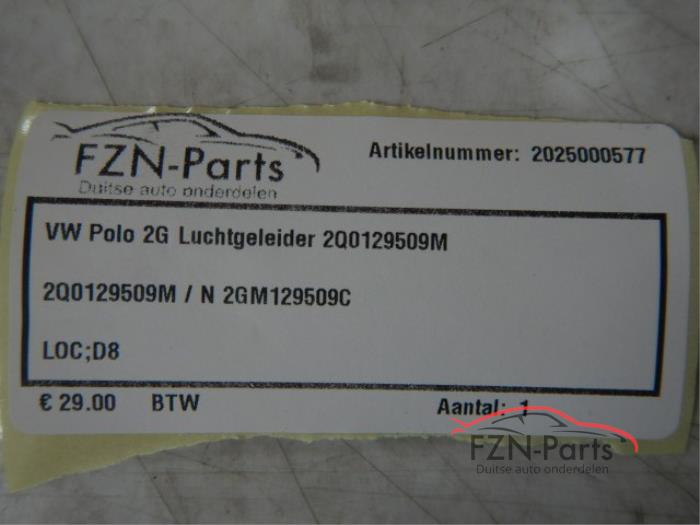 FZN-Parts
Duitse auto onderdelen
Artikelnummer: 2025000577
VW Polo 2G Luchtgeleider 2Q0129509M
2Q0129509M / N 2GM129509C
LOC;D8
€ 29.00 BTW Aantal: 1
FZN-Parts
Duitse auto onderdelen